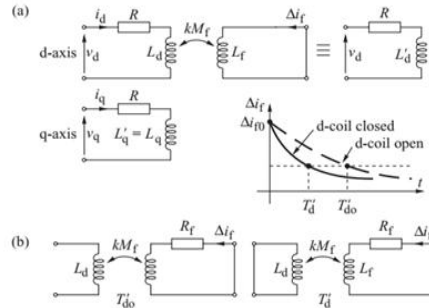 (a)
i_d R kM_f Δi_f R
d-axis v_d L_d L_f ≡ v_d L'_d
i_q R
q-axis v_q L'_q = L_q
Δi_f
Δi_f0
d-coil closed
d-coil open
t
T'_d T'_do
(b)
kM_f R_f Δi_f kM_f R_f
L_d L_d L_f
T'_do T'_d